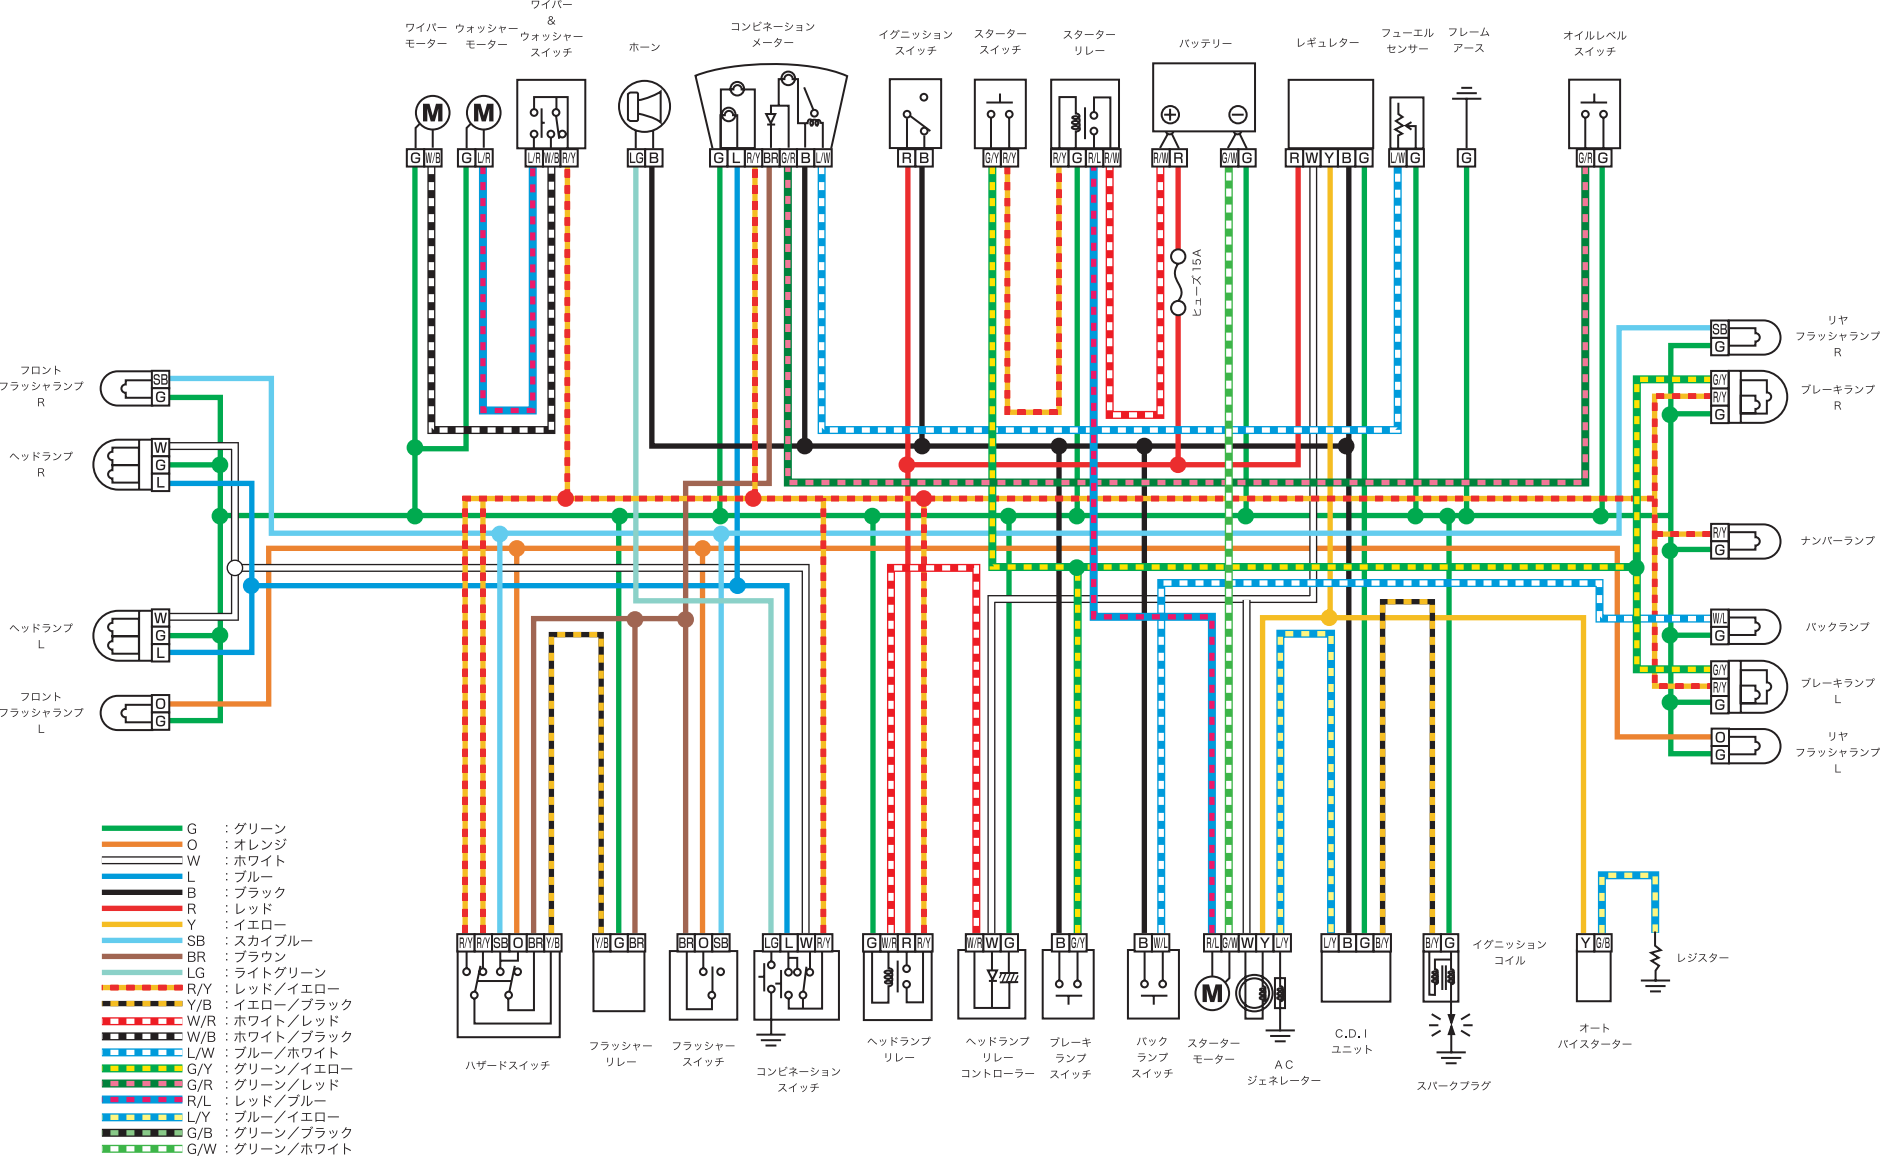 ワイパー
モーター
ウォッシャー
モーター
ワイパー
&
ウォッシャー
スイッチ
ホーン
コンビネーション
メーター
イグニッション
スイッチ
スターター
スイッチ
スターター
リレー
バッテリー
レギュレター
フューエル
センサー
フレーム
アース
オイルレベル
スイッチ
M
M
G W/B
G L/R
L/R W/B R/Y
LG B
G L R/Y BR G/R B L/W
R B
G/Y R/Y
R/Y G R/L R/W
R/W R
G/W G
R W Y B G
L/W G
G
G/R G
ヒューズ15A
フロント
フラッシャランプ
R
SB
G
ヘッドランプ
R
W
G
L
ヘッドランプ
L
W
G
L
フロント
フラッシャランプ
L
O
G
SB
G
リヤ
フラッシャランプ
R
G/Y
R/Y
G
ブレーキランプ
R
R/Y
G
ナンバーランプ
W/L
G
バックランプ
G/Y
R/Y
G
ブレーキランプ
L
O
G
リヤ
フラッシャランプ
L
G : グリーン
O : オレンジ
W : ホワイト
L : ブルー
B : ブラック
R : レッド
Y : イエロー
SB : スカイブルー
BR : ブラウン
LG : ライトグリーン
R/Y : レッド／イエロー
Y/B : イエロー／ブラック
W/R : ホワイト／レッド
W/B : ホワイト／ブラック
L/W : ブルー／ホワイト
G/Y : グリーン／イエロー
G/R : グリーン／レッド
R/L : レッド／ブルー
L/Y : ブルー／イエロー
G/B : グリーン／ブラック
G/W : グリーン／ホワイト
R/Y R/Y SB O BR Y/B
Y/B G BR
BR O SB
LG L W R/Y
G W/R R R/Y
W/R W G
B G/Y
B W/L
R/L G/W W Y L/Y
L/Y B G B/Y
B/Y G
Y G/B
M
ハザードスイッチ
フラッシャー
リレー
フラッシャー
スイッチ
コンビネーション
スイッチ
ヘッドランプ
リレー
ヘッドランプ
リレー
コントローラー
ブレーキ
ランプ
スイッチ
バック
ランプ
スイッチ
スターター
モーター
AC
ジェネレーター
C.D.I
ユニット
イグニッション
コイル
スパークプラグ
オート
バイスターター
レジスター